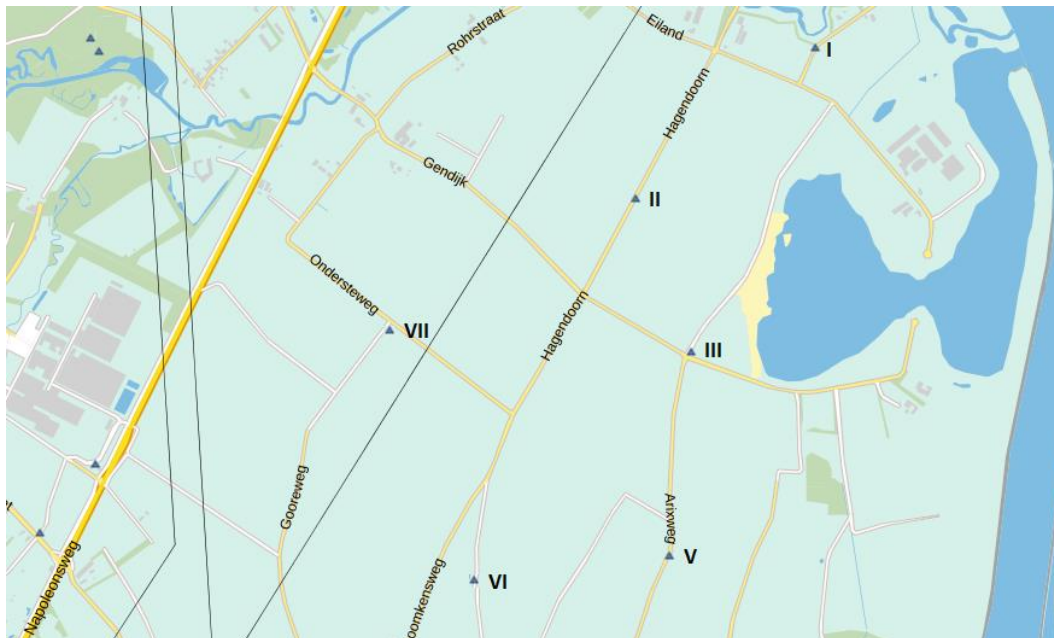 Rohrstraat
Eiland
I
Hagendoorn
Gendijk
II
Ondersteweg
VII
Hagendoorn
III
Gooreweg
Arixweg
V
VI
oomkensweg
Napoleonsweg